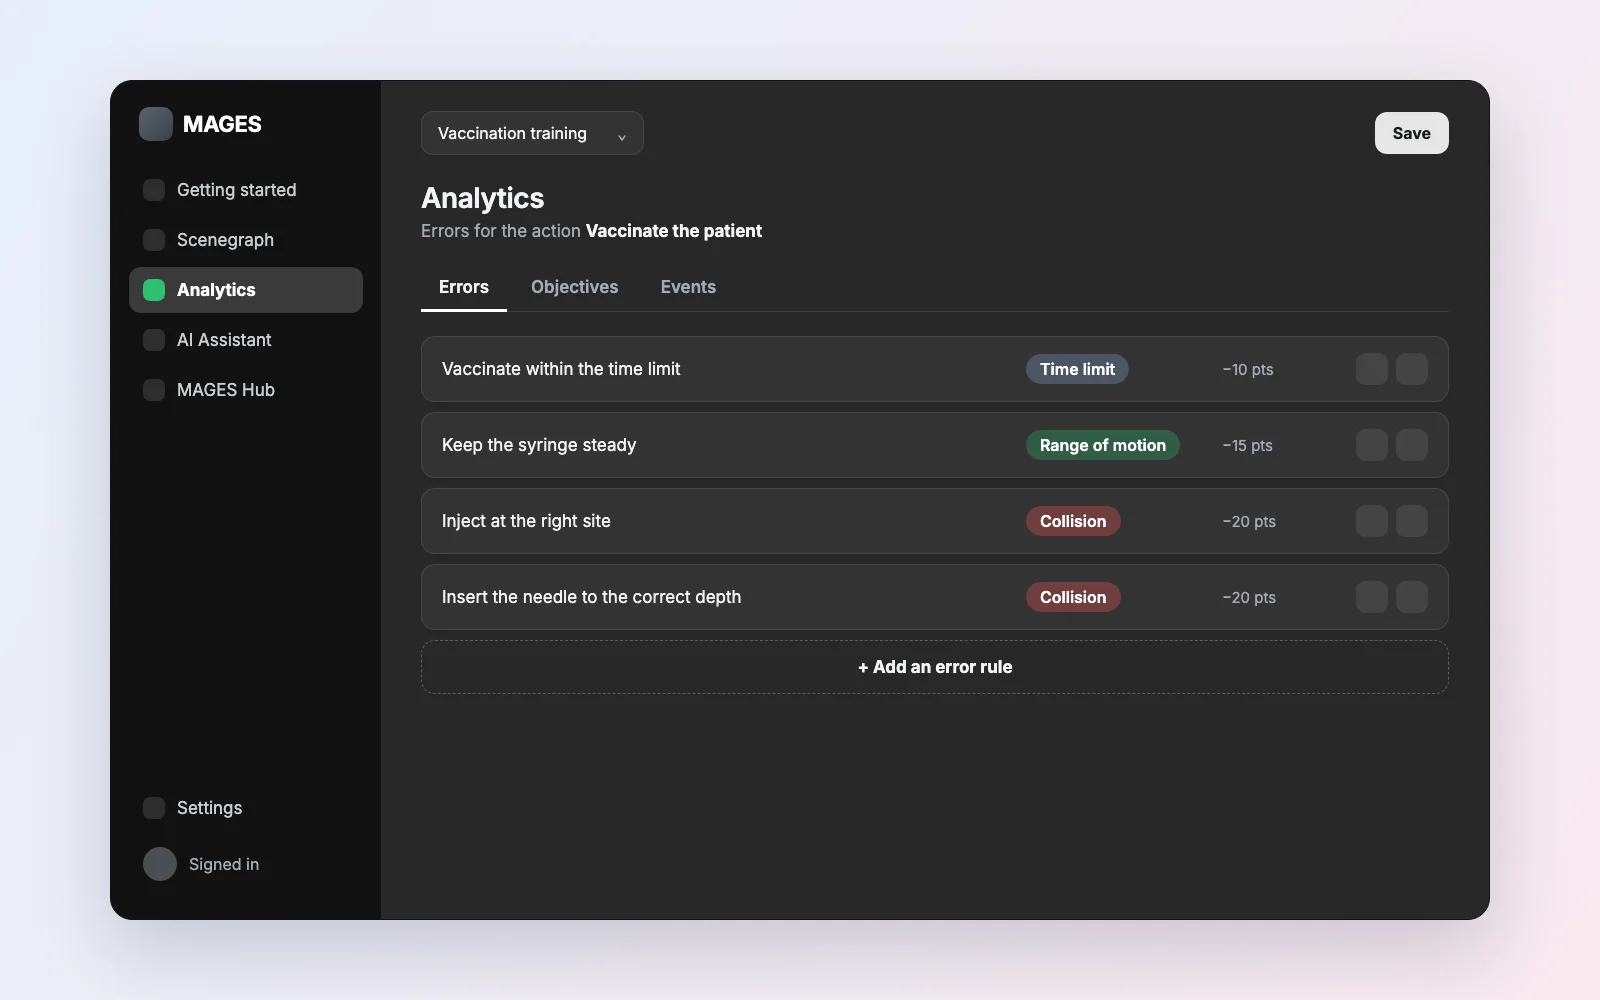 MAGES
Getting started
Scenegraph
Analytics
AI Assistant
MAGES Hub
Settings
Signed in
Vaccination training
Save
Analytics
Errors for the action Vaccinate the patient
Errors Objectives Events
Vaccinate within the time limit Time limit −10 pts
Keep the syringe steady Range of motion −15 pts
Inject at the right site Collision −20 pts
Insert the needle to the correct depth Collision −20 pts
+ Add an error rule